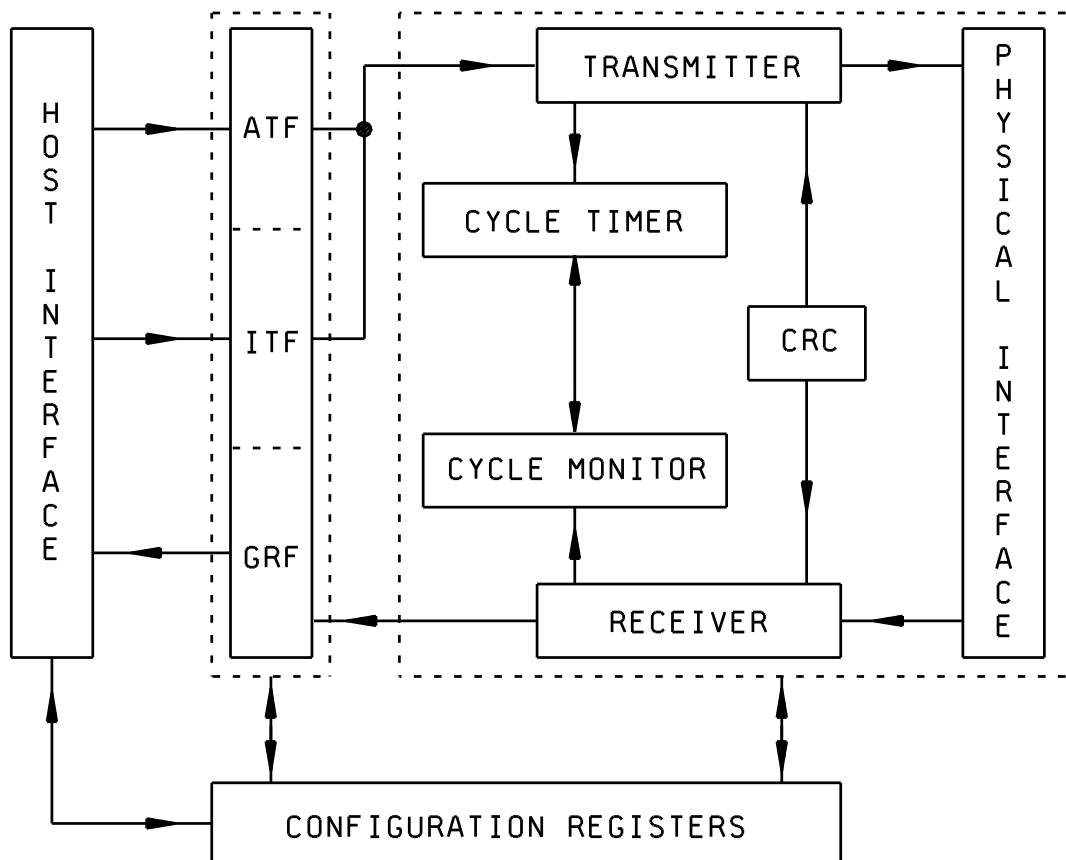 HOST INTERFACE
ATF
ITF
GRF
TRANSMITTER
CYCLE TIMER
CRC
CYCLE MONITOR
RECEIVER
PHYSICAL INTERFACE
CONFIGURATION REGISTERS